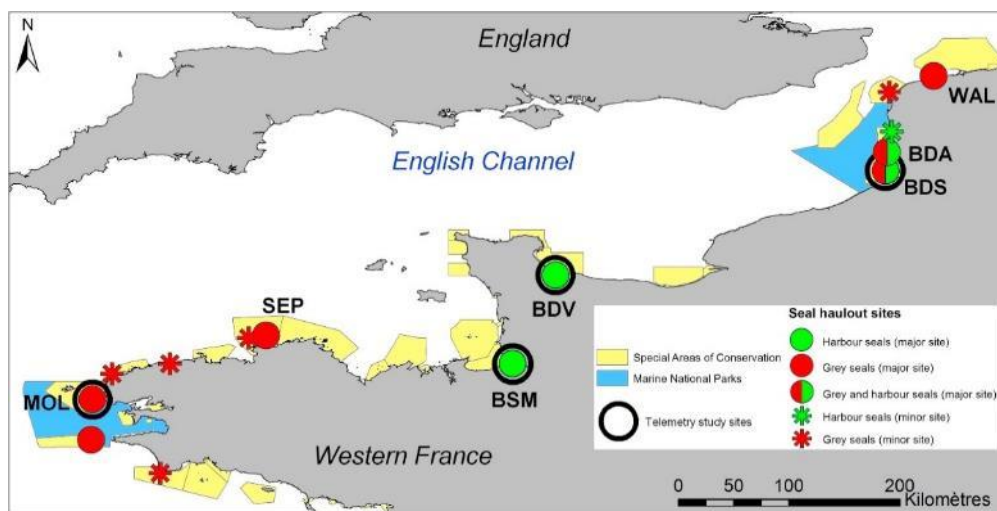 N
England
WAL
English Channel
BDA
BDS
SEP
BDV
MOL
BSM
Western France
Seal haulout sites
Special Areas of Conservation
Marine National Parks
Telemetry study sites
Harbour seals (major site)
Grey seals (major site)
Grey and harbour seals (major site)
Harbour seals (minor site)
Grey seals (minor site)
0 50 100 200
Kilomètres